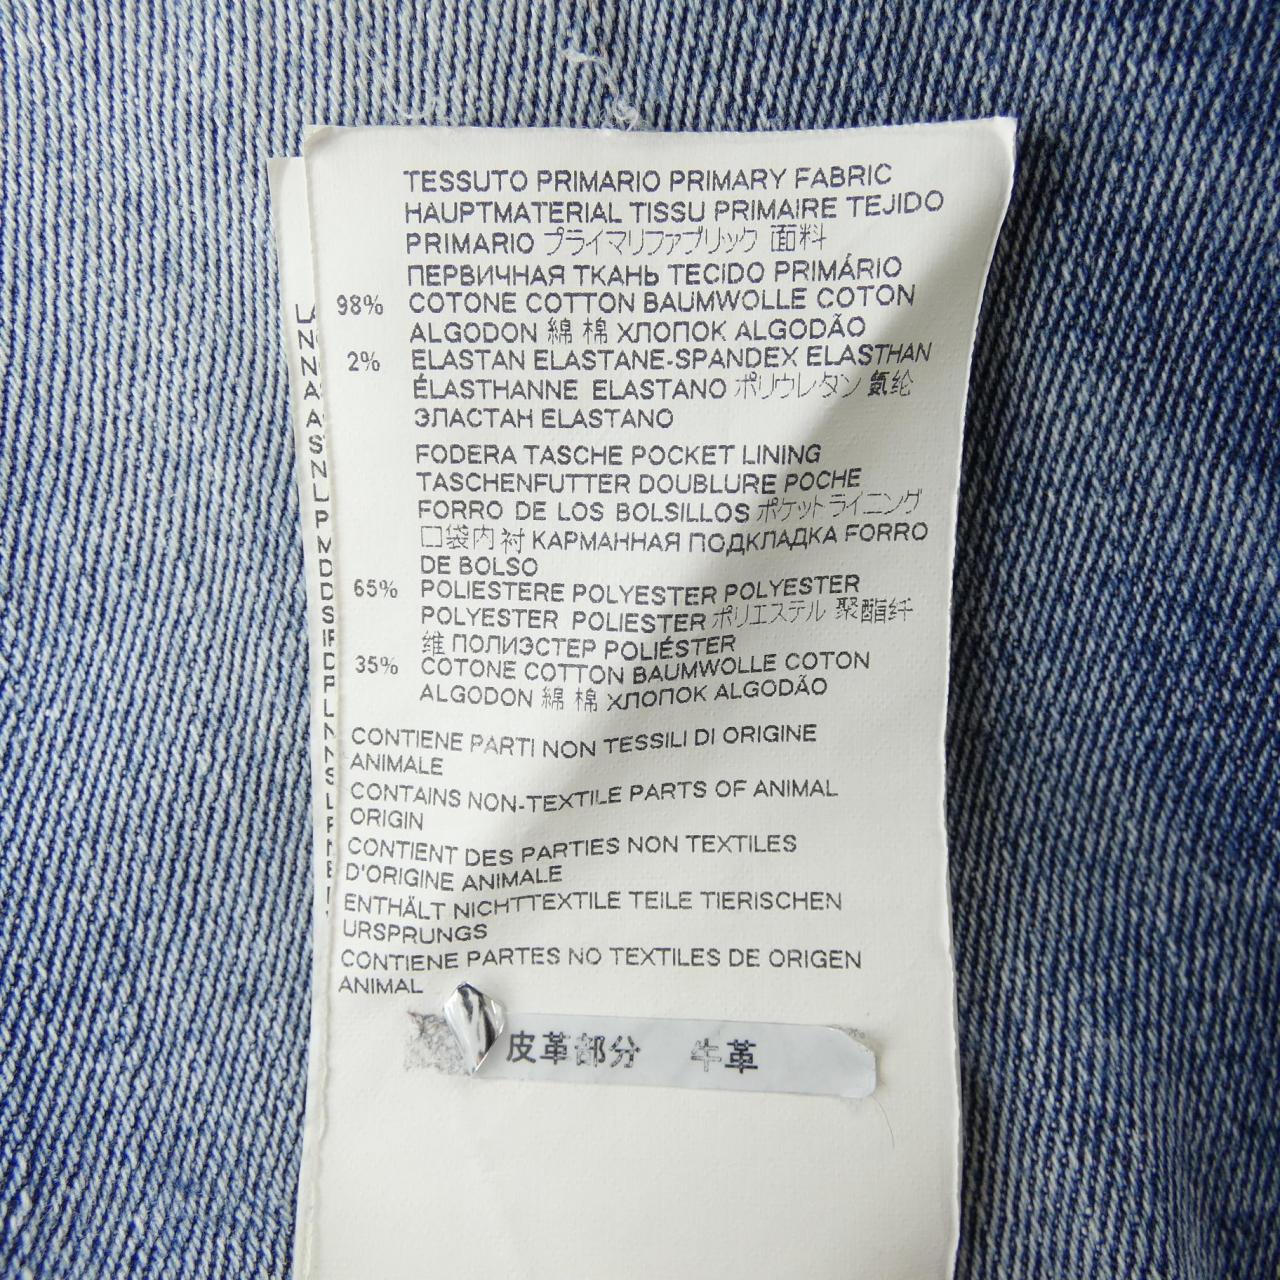 TESSUTO PRIMARIO PRIMARY FABRIC
HAUPTMATERIAL TISSU PRIMAIRE TEJIDO
PRIMARIO プライマリファブリック 面料
ПЕРВИЧНАЯ ТКАНЬ TECIDO PRIMÁRIO
98% COTONE COTTON BAUMWOLLE COTON
ALGODON 綿 棉 ХЛОПОК ALGODÃO
2% ELASTAN ELASTANE-SPANDEX ELASTHAN
ÉLASTHANNE ELASTANO ポリウレタン 氨纶
ЭЛАСТАН ELASTANO
FODERA TASCHE POCKET LINING
TASCHENFUTTER DOUBLURE POCHE
FORRO DE LOS BOLSILLOS ポケットライニング
口袋内衬 КАРМАННАЯ ПОДКЛАДКА FORRO
DE BOLSO
65% POLIESTERE POLYESTER POLYESTER
POLYESTER POLIESTER ポリエステル 聚酯纤
维 ПОЛИЭСТЕР POLIÉSTER
35% COTONE COTTON BAUMWOLLE COTON
ALGODON 綿 棉 ХЛОПОК ALGODÃO
CONTIENE PARTI NON TESSILI DI ORIGINE
ANIMALE
CONTAINS NON-TEXTILE PARTS OF ANIMAL
ORIGIN
CONTIENT DES PARTIES NON TEXTILES
D'ORIGINE ANIMALE
ENTHÄLT NICHTTEXTILE TEILE TIERISCHEN
URSPRUNGS
CONTIENE PARTES NO TEXTILES DE ORIGEN
ANIMAL
皮革部分 牛革